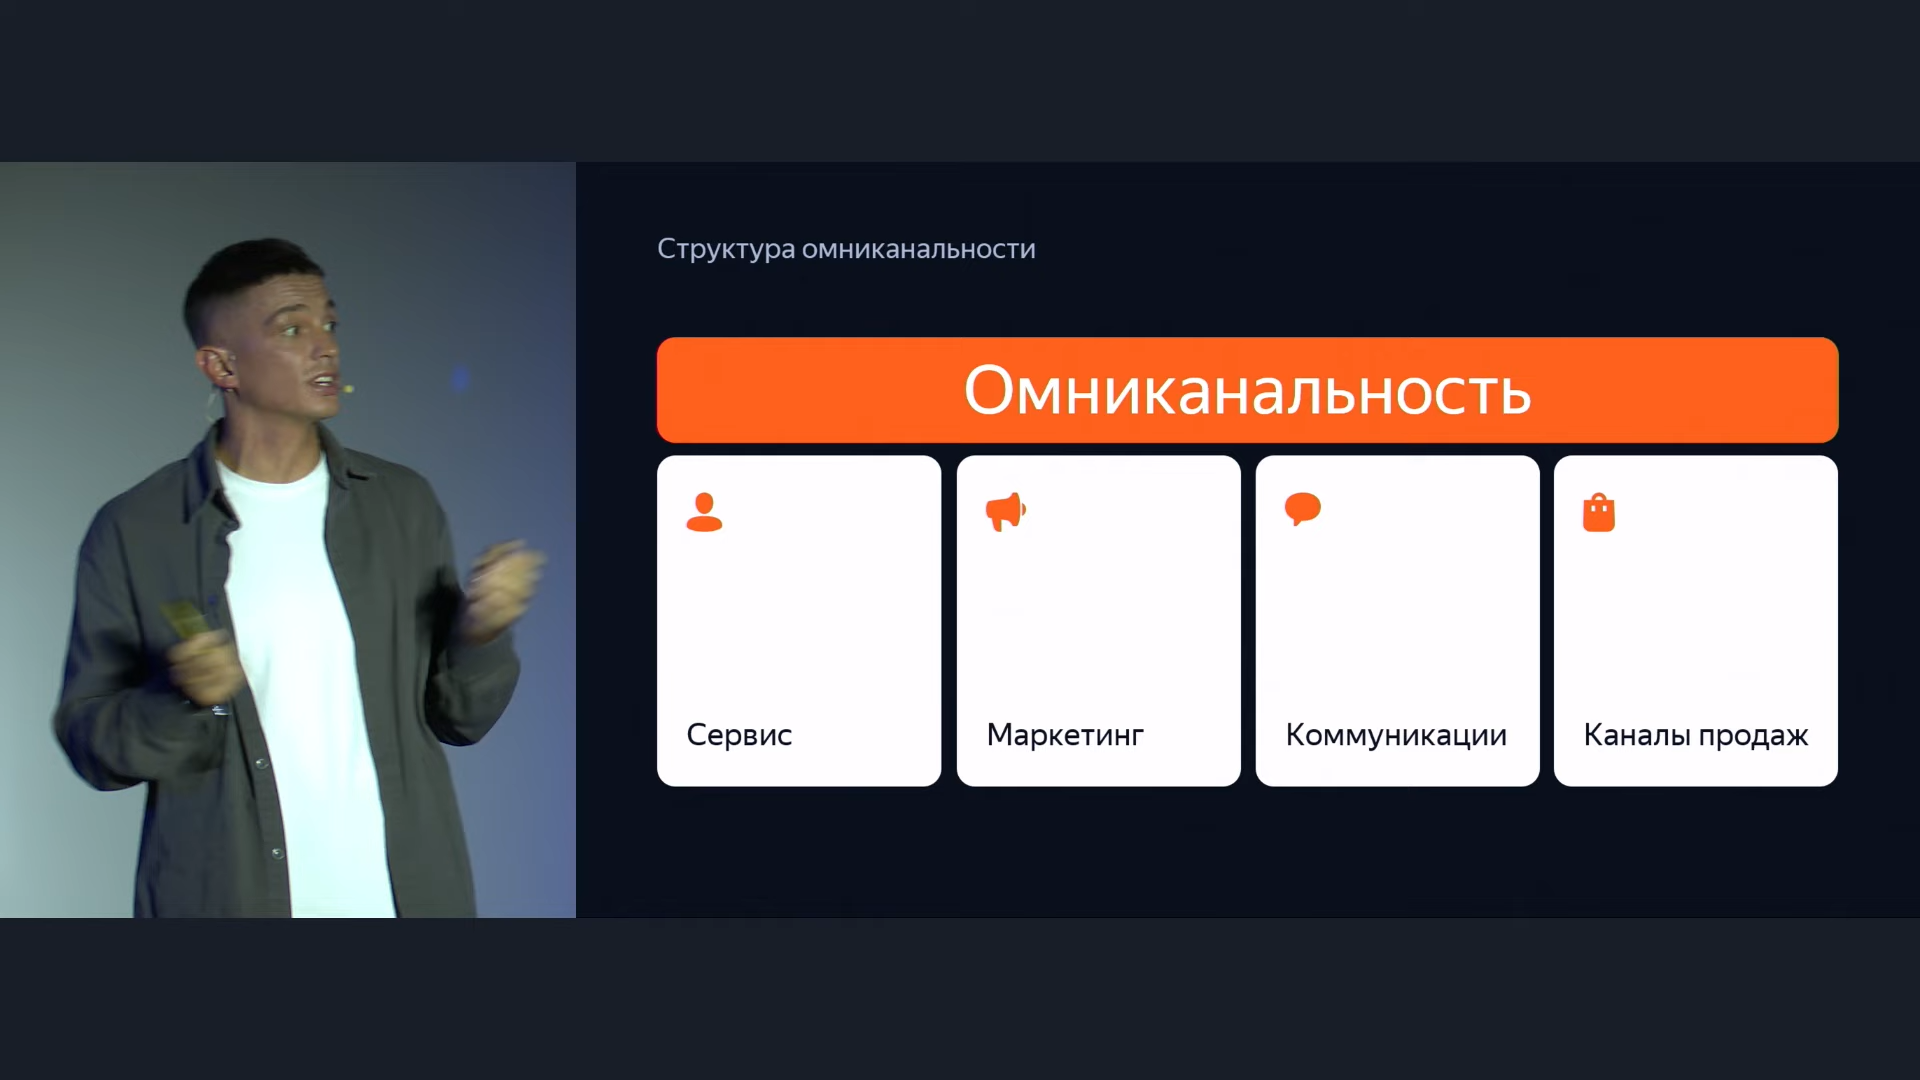 Структура омниканальности
Омниканальность
Сервис
Маркетинг
Коммуникации
Каналы продаж